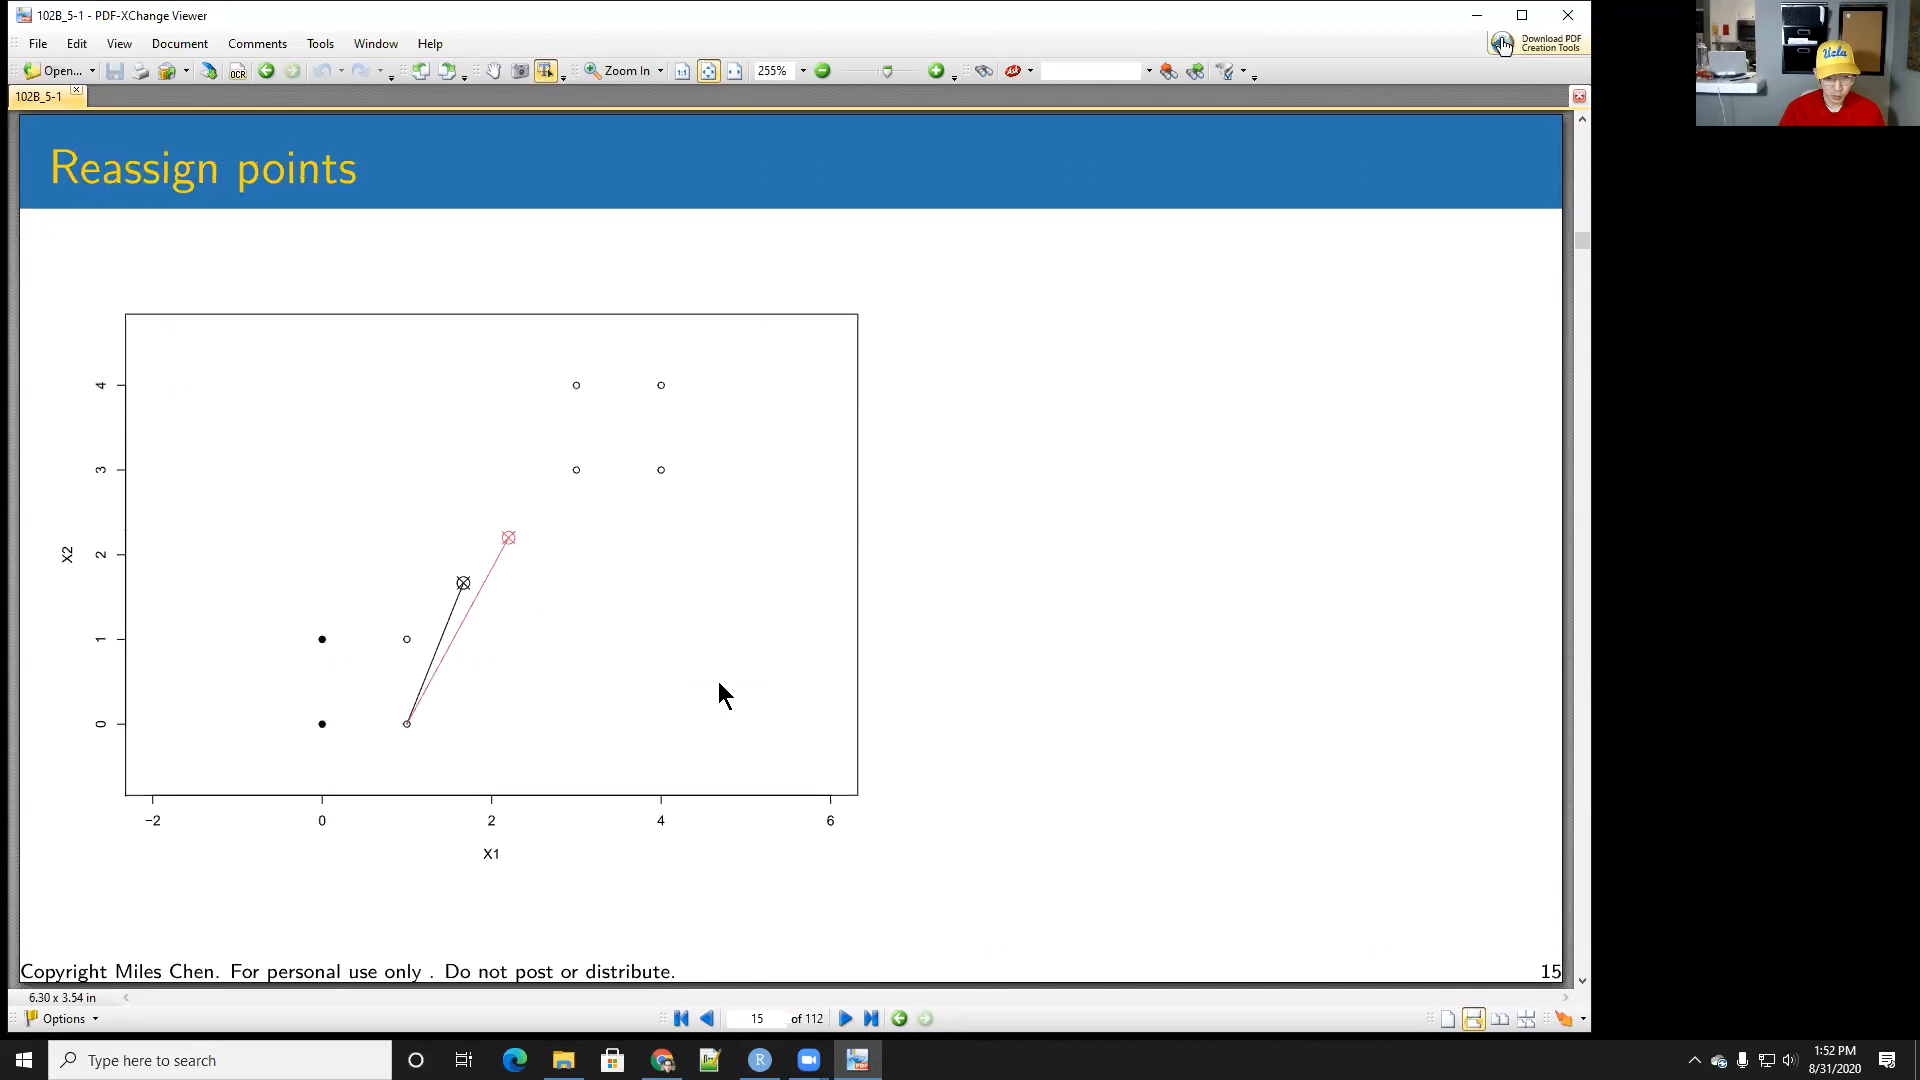 102B_5-1 - PDF-XChange Viewer
File Edit View Document Comments Tools Window Help
Download PDF
Creation Tools
Open... OCR Zoom In 255%
102B_5-1
Reassign points
4
3
2
1
0
X2
−2 0 2 4 6
X1
Copyright Miles Chen. For personal use only . Do not post or distribute.
15
6.30 x 3.54 in
Options
15 of 112
Type here to search
1:52 PM
8/31/2020
Ucla